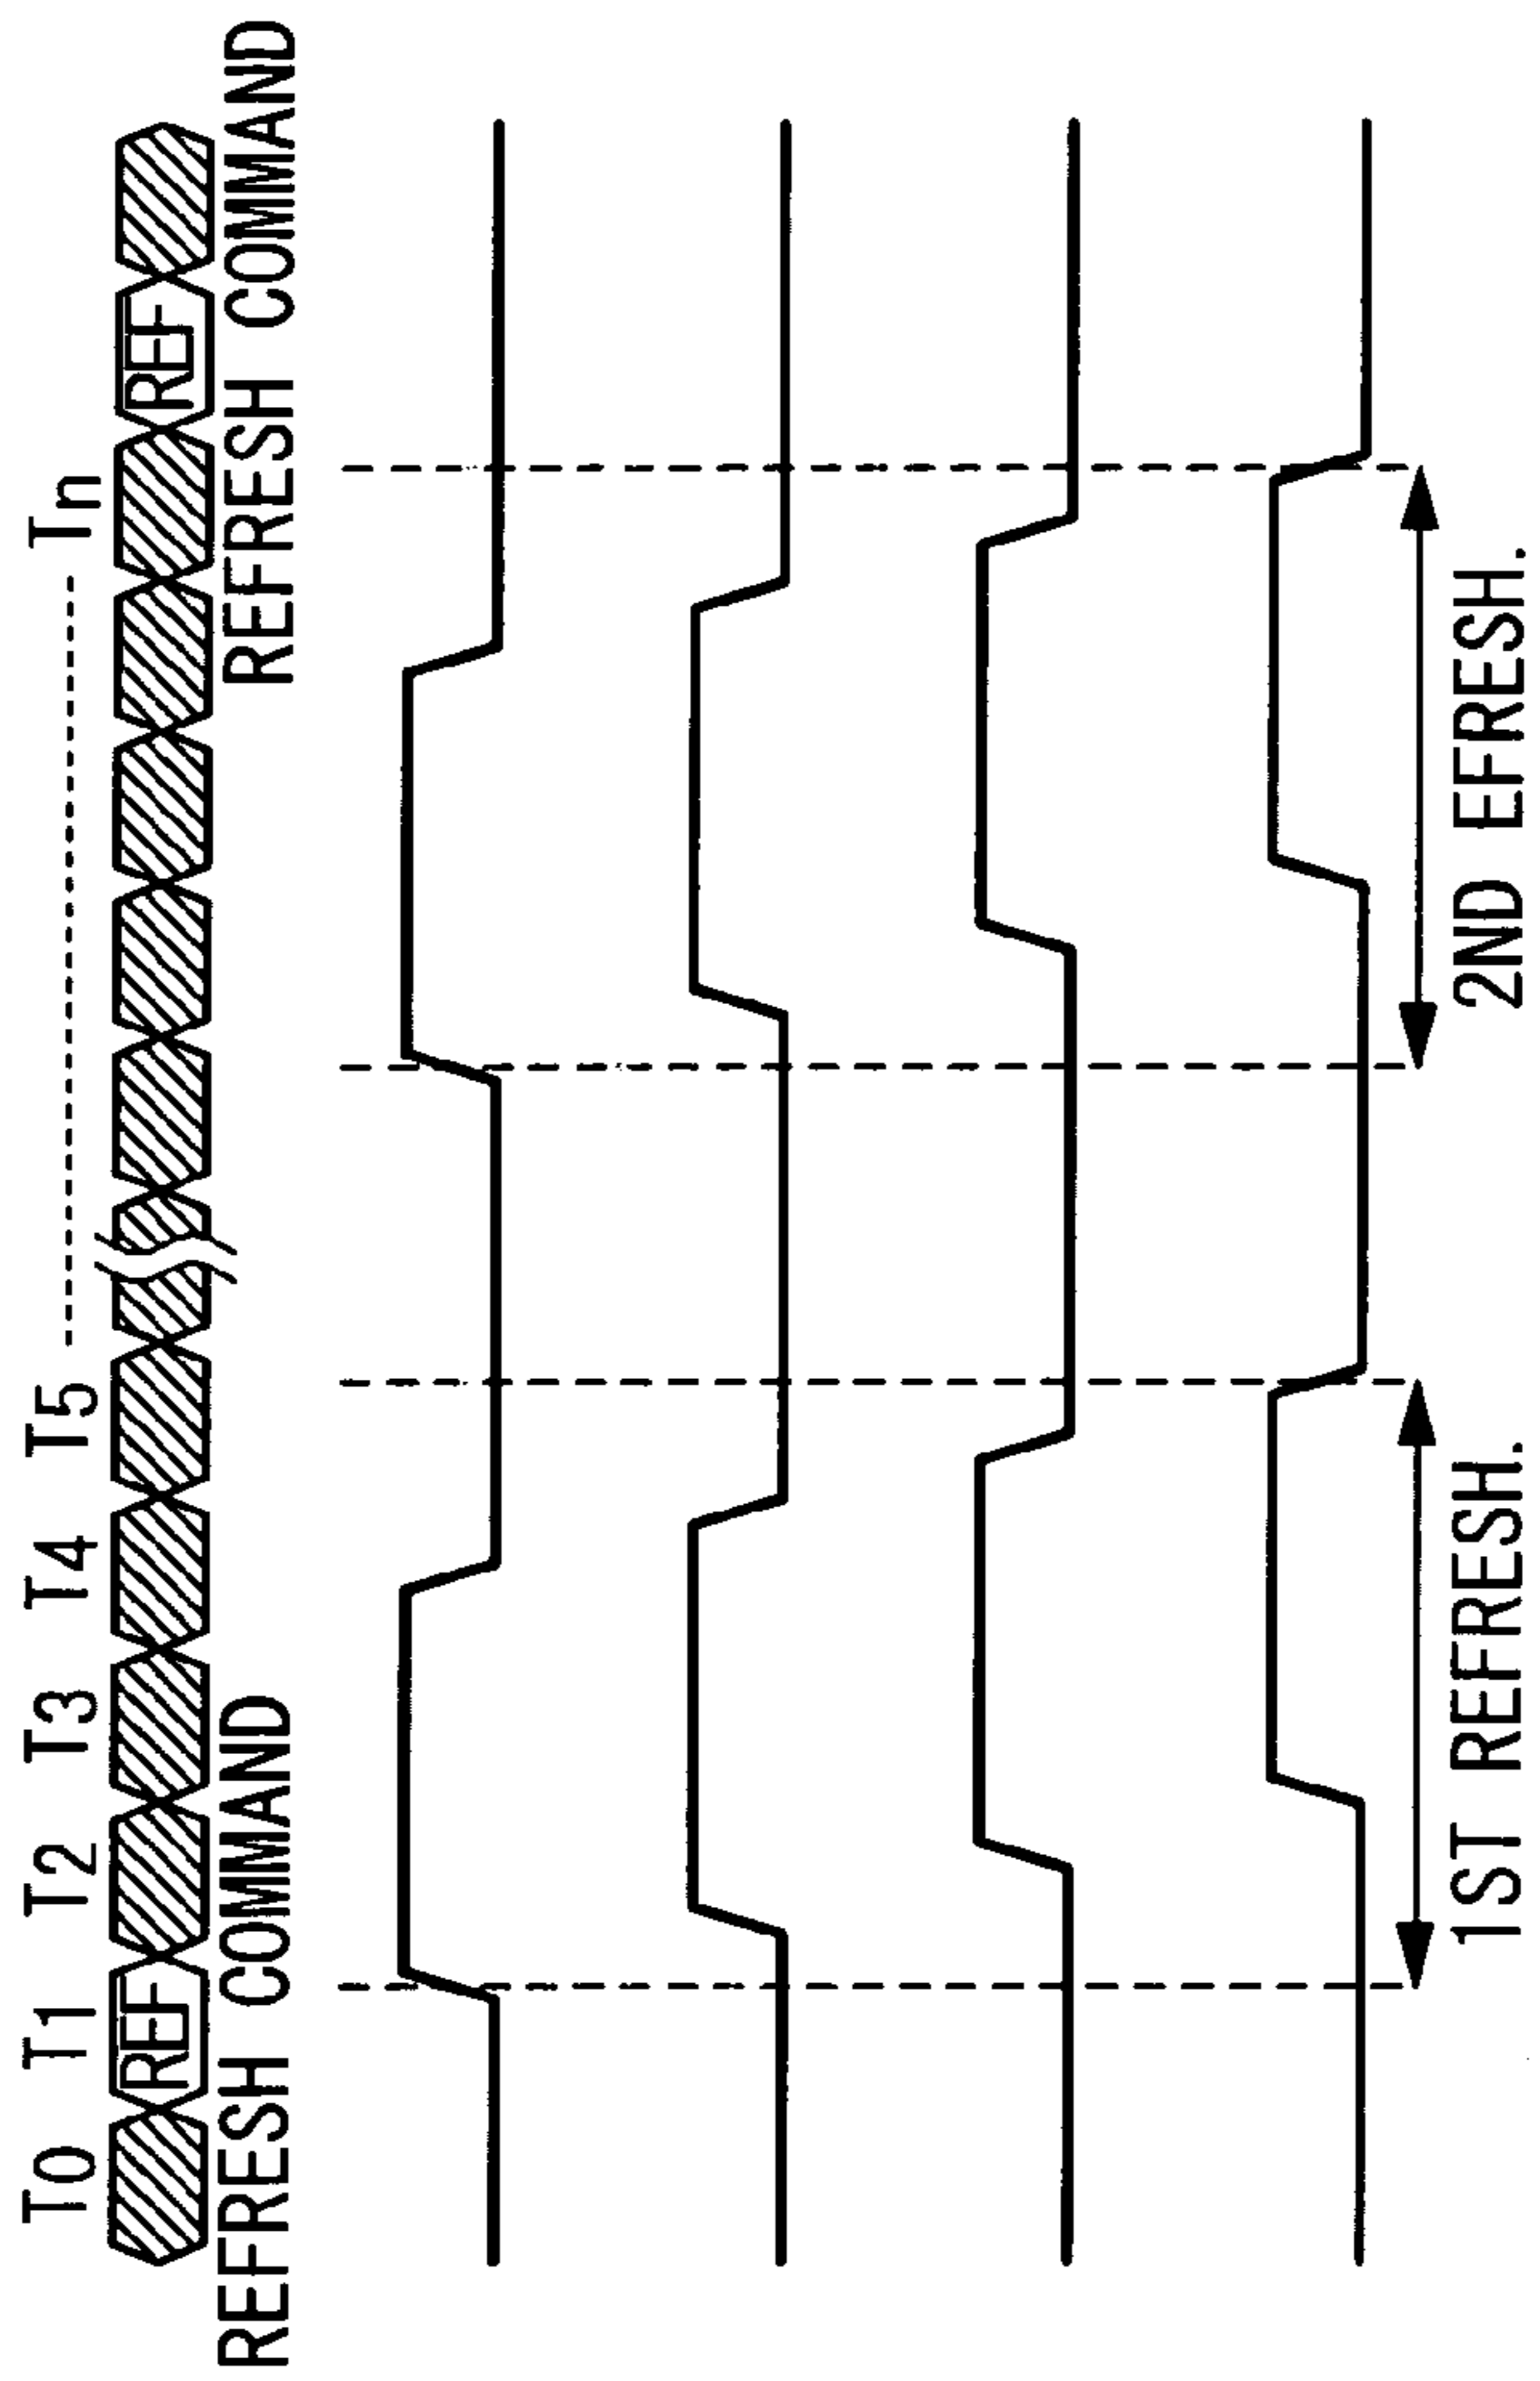 T0 T1 T2 T3 T4 T5 Tn
REF REF
REFRESH COMMAND REFRESH COMMAND
1ST REFRESH. 2ND EFRESH.